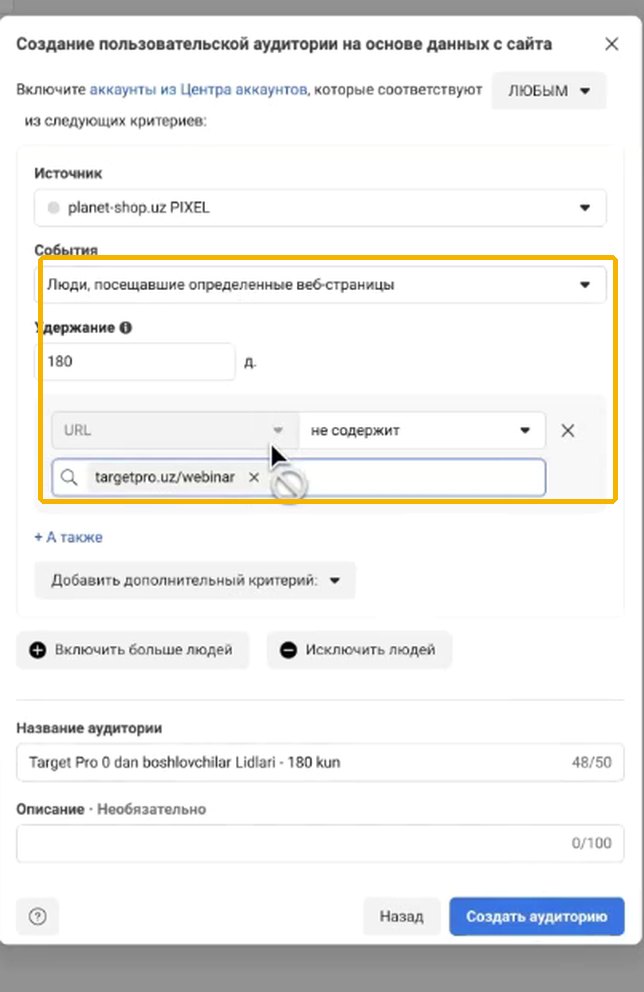 Создание пользовательской аудитории на основе данных с сайта
Включите аккаунты из Центра аккаунтов, которые соответствуют ЛЮБЫМ
из следующих критериев:
Источник
planet-shop.uz PIXEL
События
Люди, посещавшие определенные веб-страницы
Удержание
180 д.
URL не содержит
targetpro.uz/webinar
+ А также
Добавить дополнительный критерий:
Включить больше людей Исключить людей
Название аудитории
Target Pro 0 dan boshlovchilar Lidlari - 180 kun 48/50
Описание · Необязательно
0/100
Назад Создать аудиторию